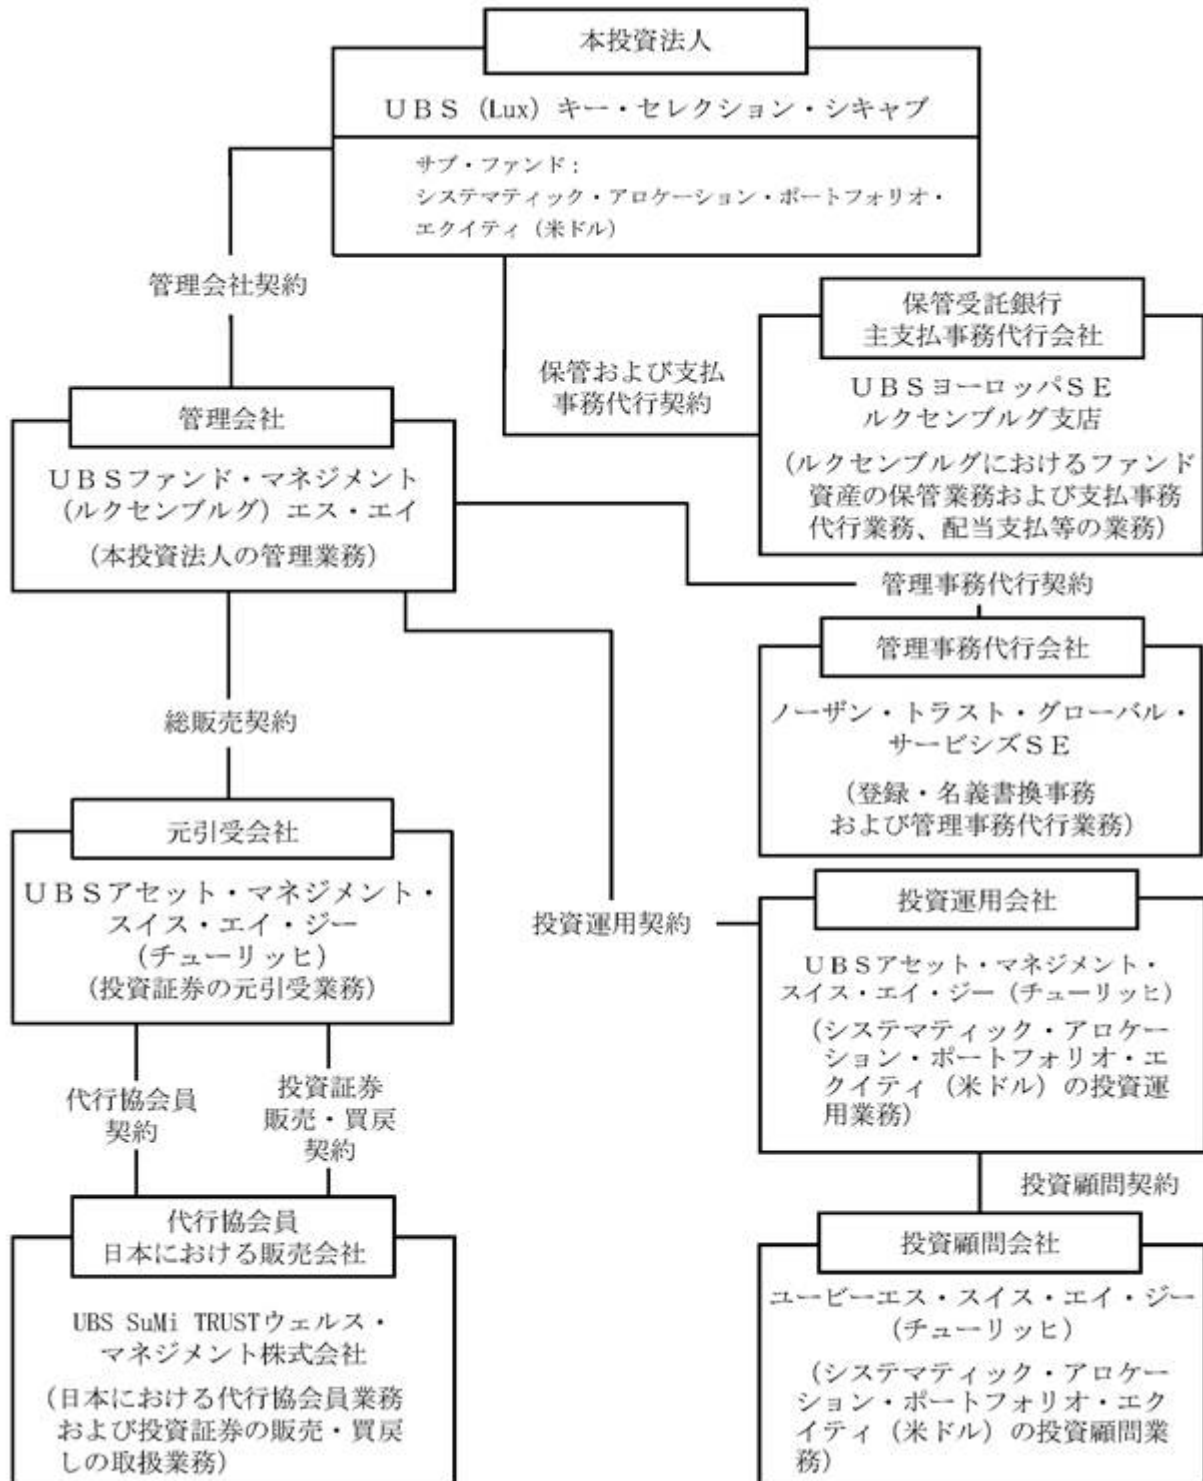 本投資法人
ＵＢＳ（Lux）キー・セレクション・シキャブ
サブ・ファンド：
システマティック・アロケーション・ポートフォリオ・
エクイティ（米ドル）
管理会社契約
保管および支払
事務代行契約
保管受託銀行
主支払事務代行会社
ＵＢＳヨーロッパＳＥ
ルクセンブルグ支店
（ルクセンブルグにおけるファンド
資産の保管業務および支払事務
代行業務、配当支払等の業務）
管理会社
ＵＢＳファンド・マネジメント
（ルクセンブルグ）エス・エイ
（本投資法人の管理業務）
管理事務代行契約
管理事務代行会社
ノーザン・トラスト・グローバル・
サービシズＳＥ
（登録・名義書換事務
および管理事務代行業務）
総販売契約
元引受会社
ＵＢＳアセット・マネジメント・
スイス・エイ・ジー
（チューリッヒ）
（投資証券の元引受業務）
投資運用契約
投資運用会社
ＵＢＳアセット・マネジメント・
スイス・エイ・ジー（チューリッヒ）
（システマティック・アロケー
ション・ポートフォリオ・エ
クイティ（米ドル）の投資運
用業務）
代行協会員
契約
投資証券
販売・買戻
契約
投資顧問契約
代行協会員
日本における販売会社
UBS SuMi TRUSTウェルス・
マネジメント株式会社
（日本における代行協会員業務
および投資証券の販売・買戻
しの取扱業務）
投資顧問会社
ユービーエス・スイス・エイ・ジー
（チューリッヒ）
（システマティック・アロケー
ション・ポートフォリオ・エク
イティ（米ドル）の投資顧問業
務）